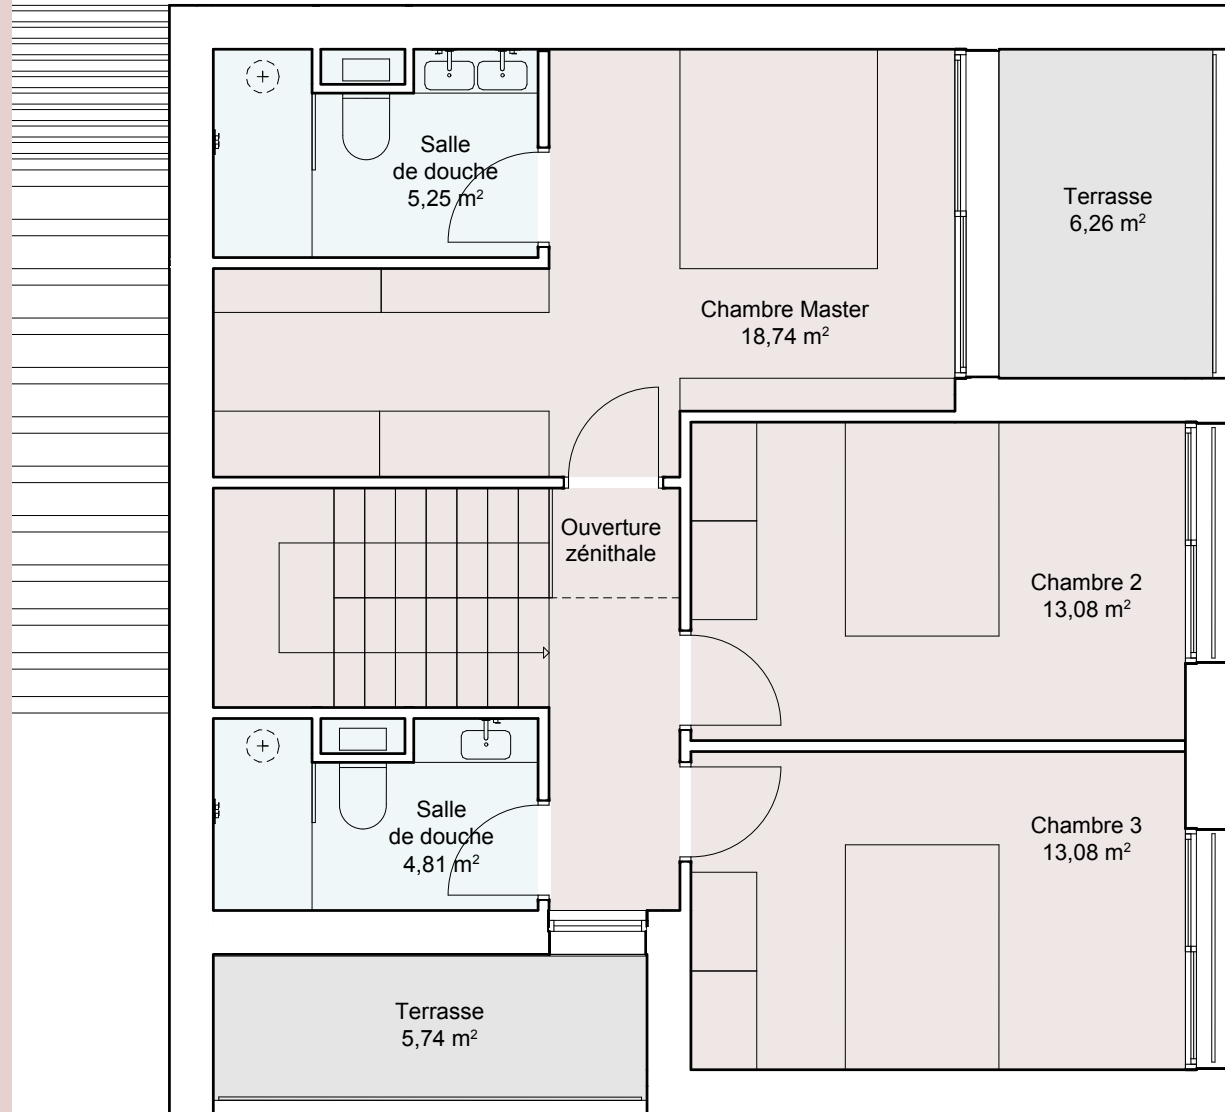 Salle
de douche
5,25 m²
Terrasse
6,26 m²
Chambre Master
18,74 m²
Ouverture
zénithale
Chambre 2
13,08 m²
Salle
de douche
4,81 m²
Chambre 3
13,08 m²
Terrasse
5,74 m²